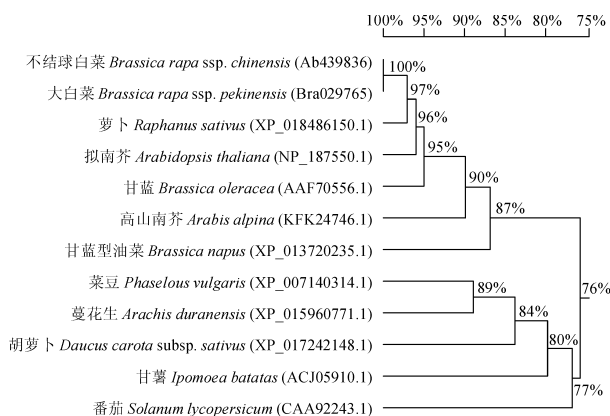 100% 95% 90% 85% 80% 75%
不结球白菜 Brassica rapa ssp. chinensis (Ab439836)
100%
大白菜 Brassica rapa ssp. pekinensis (Bra029765)
97%
萝卜 Raphanus sativus (XP_018486150.1)
96%
拟南芥 Arabidopsis thaliana (NP_187550.1)
95%
甘蓝 Brassica oleracea (AAF70556.1)
90%
高山南芥 Arabis alpina (KFK24746.1)
87%
甘蓝型油菜 Brassica napus (XP_013720235.1)
菜豆 Phaselous vulgaris (XP_007140314.1)
89%
76%
蔓花生 Arachis duranensis (XP_015960771.1)
84%
胡萝卜 Daucus carota subsp. sativus (XP_017242148.1)
80%
甘薯 Ipomoea batatas (ACJ05910.1)
77%
番茄 Solanum lycopersicum (CAA92243.1)